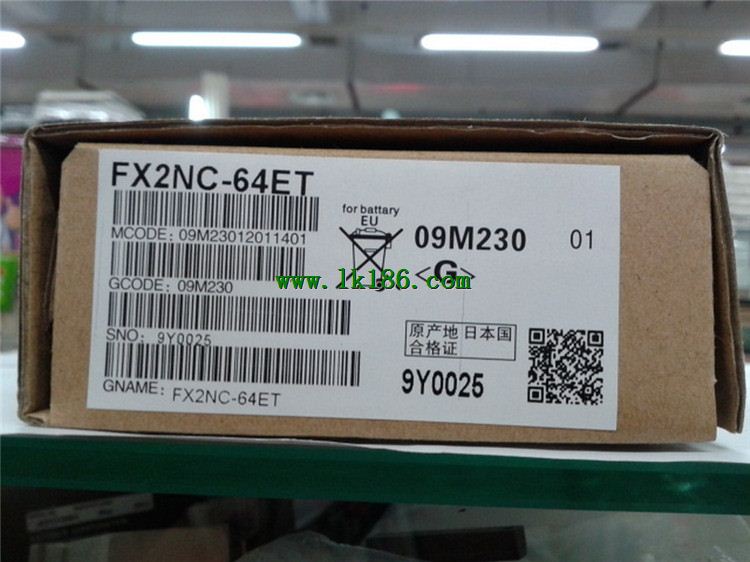 FX2NC-64ET
MCODE: 09M23012011401
GCODE: 09M230
SNO: 9Y0025
GNAME: FX2NC-64ET
for battary
EU
09M230 01
<G>
www.lk186.com
原产地 日本国
合格证
9Y0025